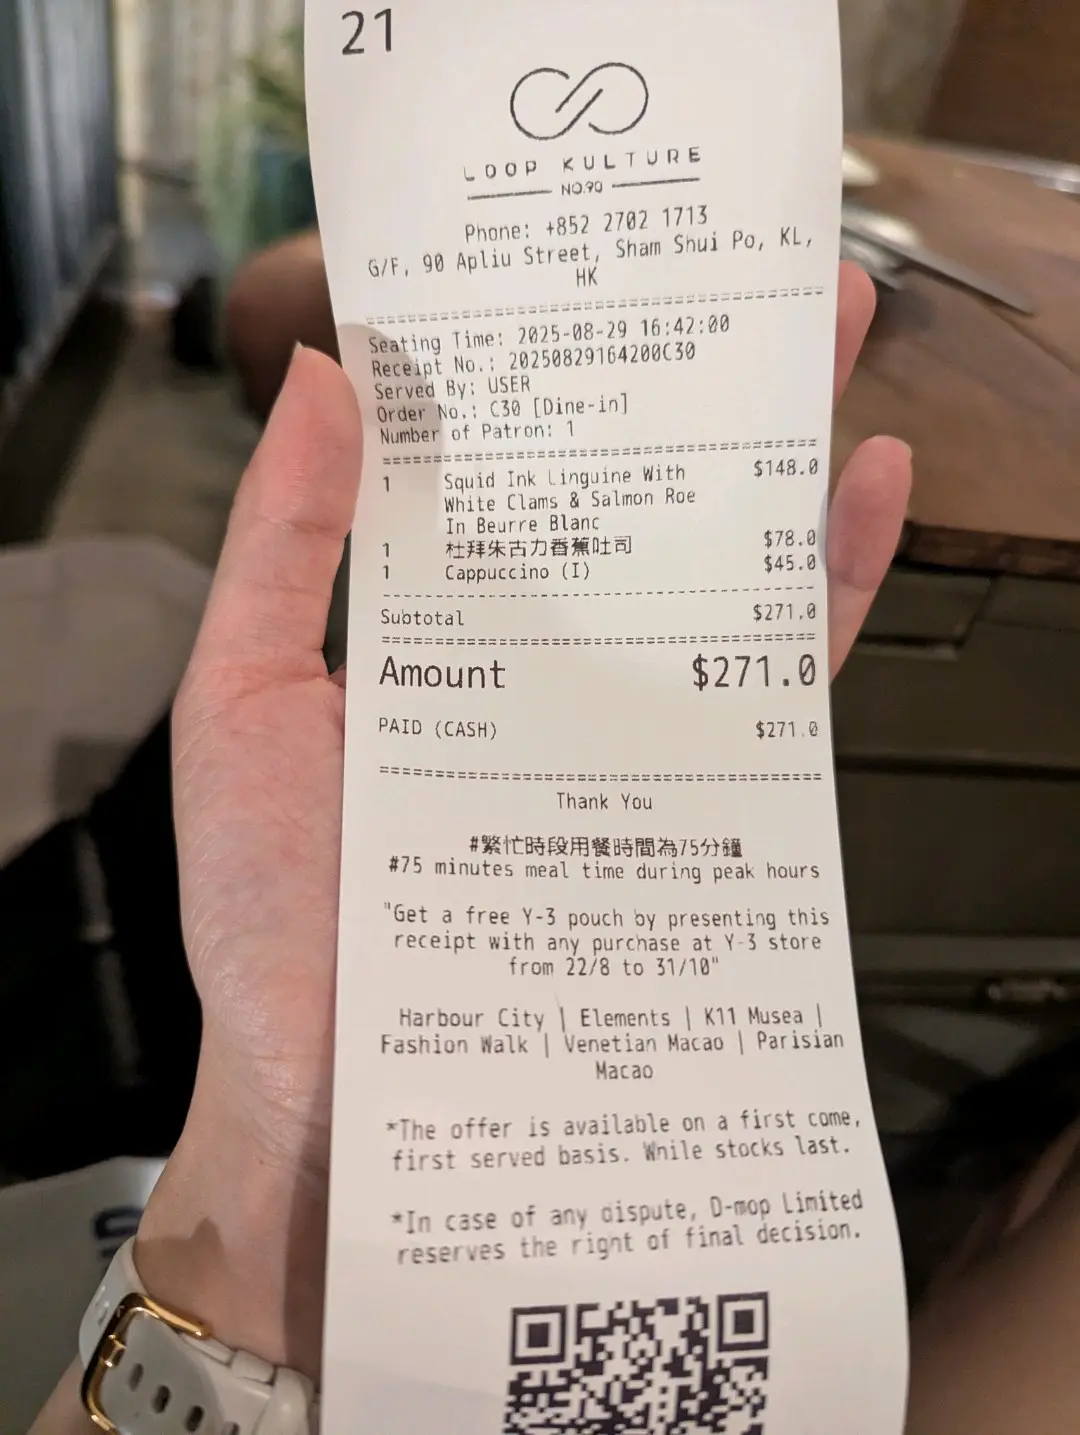 21
LOOP KULTURE
NO.90
Phone: +852 2702 1713
G/F, 90 Apliu Street, Sham Shui Po, KL,
HK
Seating Time: 2025-08-29 16:42:00
Receipt No.: 20250829164200C30
Served By: USER
Order No.: C30 [Dine-in]
Number of Patron: 1
1 Squid Ink Linguine With $148.0
White Clams & Salmon Roe
In Beurre Blanc
1 杜拜朱古力香蕉吐司 $78.0
1 Cappuccino (I) $45.0
Subtotal $271.0
Amount $271.0
PAID (CASH) $271.0
Thank You
#繁忙時段用餐時間為75分鐘
#75 minutes meal time during peak hours
"Get a free Y-3 pouch by presenting this
receipt with any purchase at Y-3 store
from 22/8 to 31/10"
Harbour City | Elements | K11 Musea |
Fashion Walk | Venetian Macao | Parisian
Macao
*The offer is available on a first come,
first served basis. While stocks last.
*In case of any dispute, D-mop Limited
reserves the right of final decision.